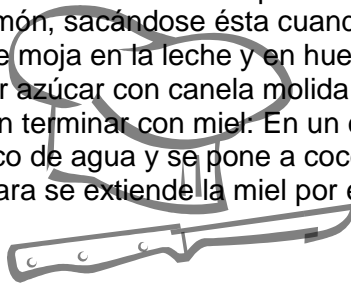 món, sacándose ésta cuand
e moja en la leche y en hue
r azúcar con canela molida
n terminar con miel: En un
co de agua y se pone a coc
ara se extiende la miel por e